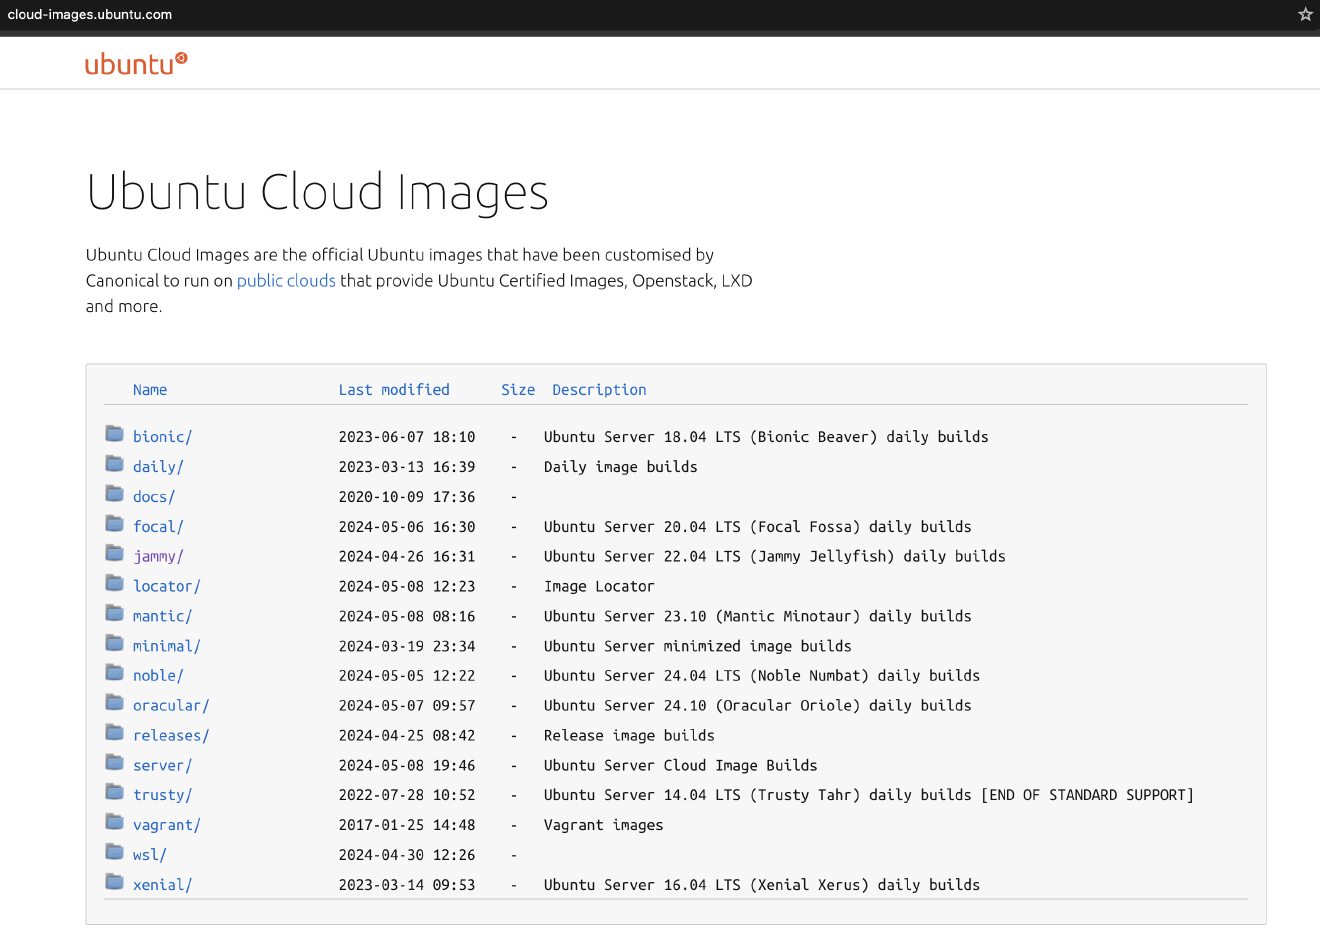 cloud-images.ubuntu.com
ubuntu
Ubuntu Cloud Images
Ubuntu Cloud Images are the official Ubuntu images that have been customised by
Canonical to run on public clouds that provide Ubuntu Certified Images, Openstack, LXD
and more.
Name Last modified Size Description
bionic/ 2023-06-07 18:10 - Ubuntu Server 18.04 LTS (Bionic Beaver) daily builds
daily/ 2023-03-13 16:39 - Daily image builds
docs/ 2020-10-09 17:36 -
focal/ 2024-05-06 16:30 - Ubuntu Server 20.04 LTS (Focal Fossa) daily builds
jammy/ 2024-04-26 16:31 - Ubuntu Server 22.04 LTS (Jammy Jellyfish) daily builds
locator/ 2024-05-08 12:23 - Image Locator
mantic/ 2024-05-08 08:16 - Ubuntu Server 23.10 (Mantic Minotaur) daily builds
minimal/ 2024-03-19 23:34 - Ubuntu Server minimized image builds
noble/ 2024-05-05 12:22 - Ubuntu Server 24.04 LTS (Noble Numbat) daily builds
oracular/ 2024-05-07 09:57 - Ubuntu Server 24.10 (Oracular Oriole) daily builds
releases/ 2024-04-25 08:42 - Release image builds
server/ 2024-05-08 19:46 - Ubuntu Server Cloud Image Builds
trusty/ 2022-07-28 10:52 - Ubuntu Server 14.04 LTS (Trusty Tahr) daily builds [END OF STANDARD SUPPORT]
vagrant/ 2017-01-25 14:48 - Vagrant images
wsl/ 2024-04-30 12:26 -
xenial/ 2023-03-14 09:53 - Ubuntu Server 16.04 LTS (Xenial Xerus) daily builds